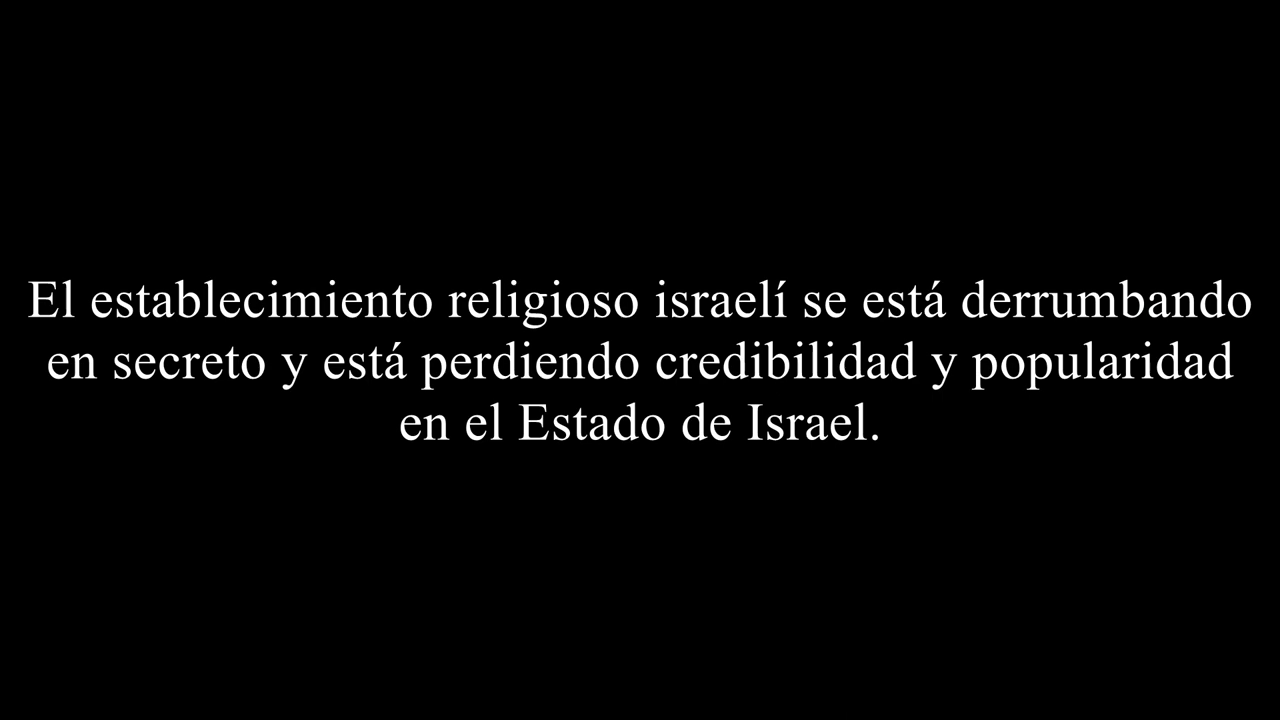 El establecimiento religioso israelí se está derrumbando
en secreto y está perdiendo credibilidad y popularidad
en el Estado de Israel.